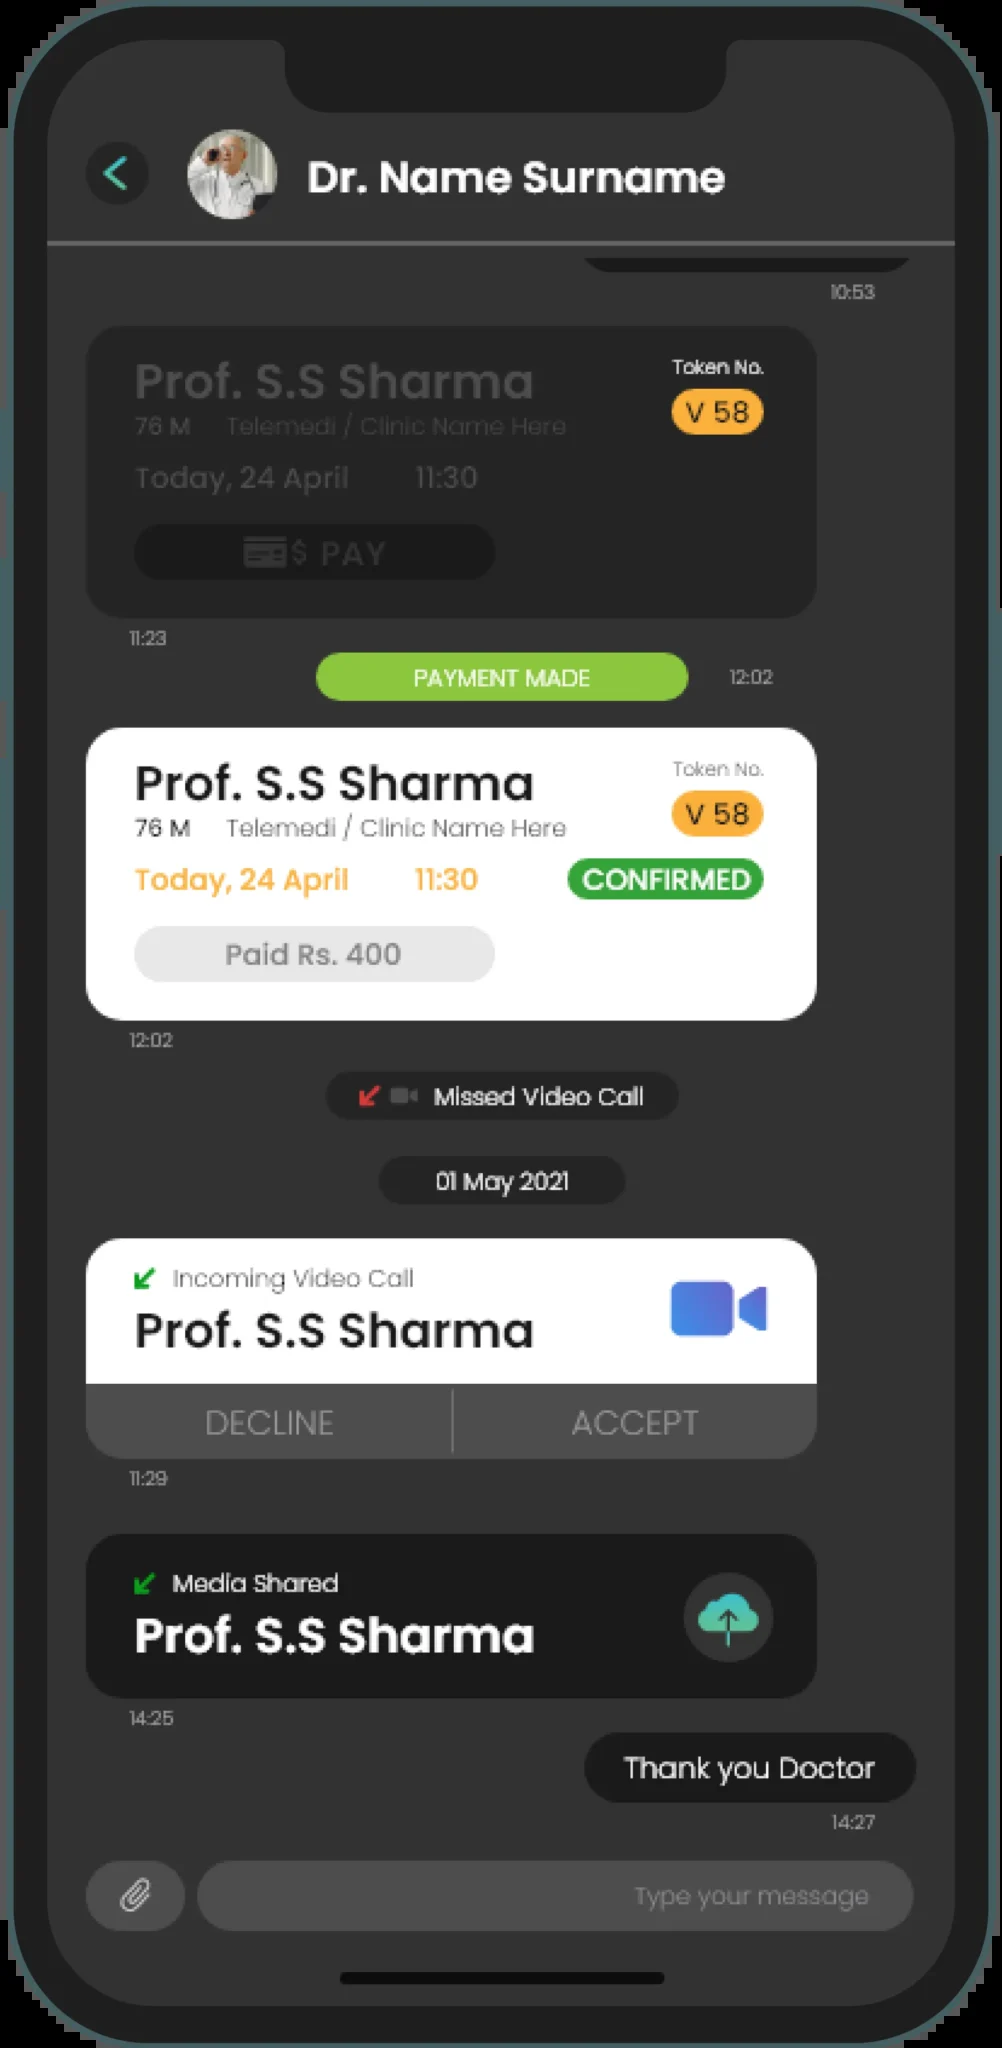 Dr. Name Surname
10:53
Prof. S.S Sharma
Token No.
76 M Telemedi / Clinic Name Here
V 58
Today, 24 April 11:30
$ PAY
11:23
PAYMENT MADE 12:02
Prof. S.S Sharma
Token No.
76 M Telemedi / Clinic Name Here
V 58
Today, 24 April 11:30 CONFIRMED
Paid Rs. 400
12:02
Missed Video Call
01 May 2021
Incoming Video Call
Prof. S.S Sharma
DECLINE ACCEPT
11:29
Media Shared
Prof. S.S Sharma
14:25
Thank you Doctor
14:27
Type your message